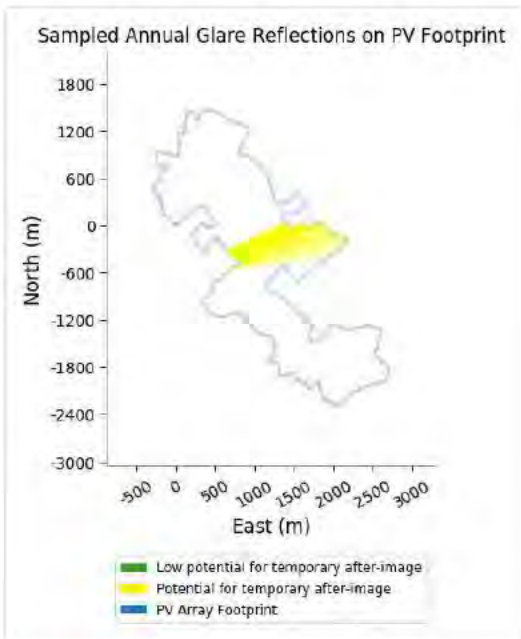 Sampled Annual Glare Reflections on PV Footprint
1800
1200
600
0
-600
-1200
-1800
-2400
-3000
North (m)
-500
0
500
1000
1500
2000
2500
3000
East (m)
Low potential for temporary after-image
Potential for temporary after-image
PV Array Footprint